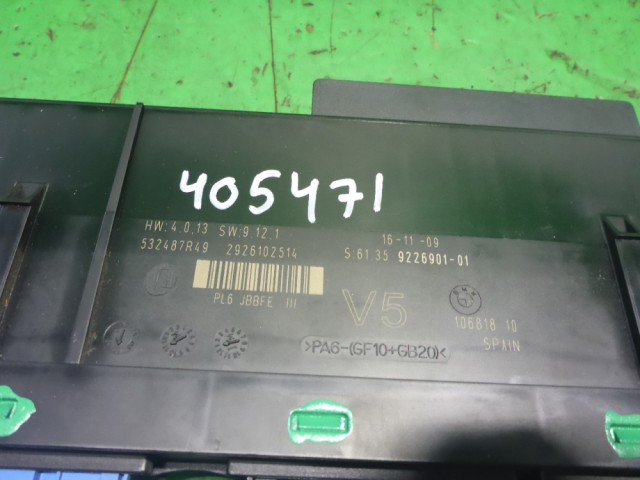 405471
HW:4.0.13 SW:9.12.1 16-11-09
532487R49 2926102514 S:61.35 9226901-01
PL6 JBBFE III V5
106818 10
>PA6-(GF10+GB20)< SPAIN